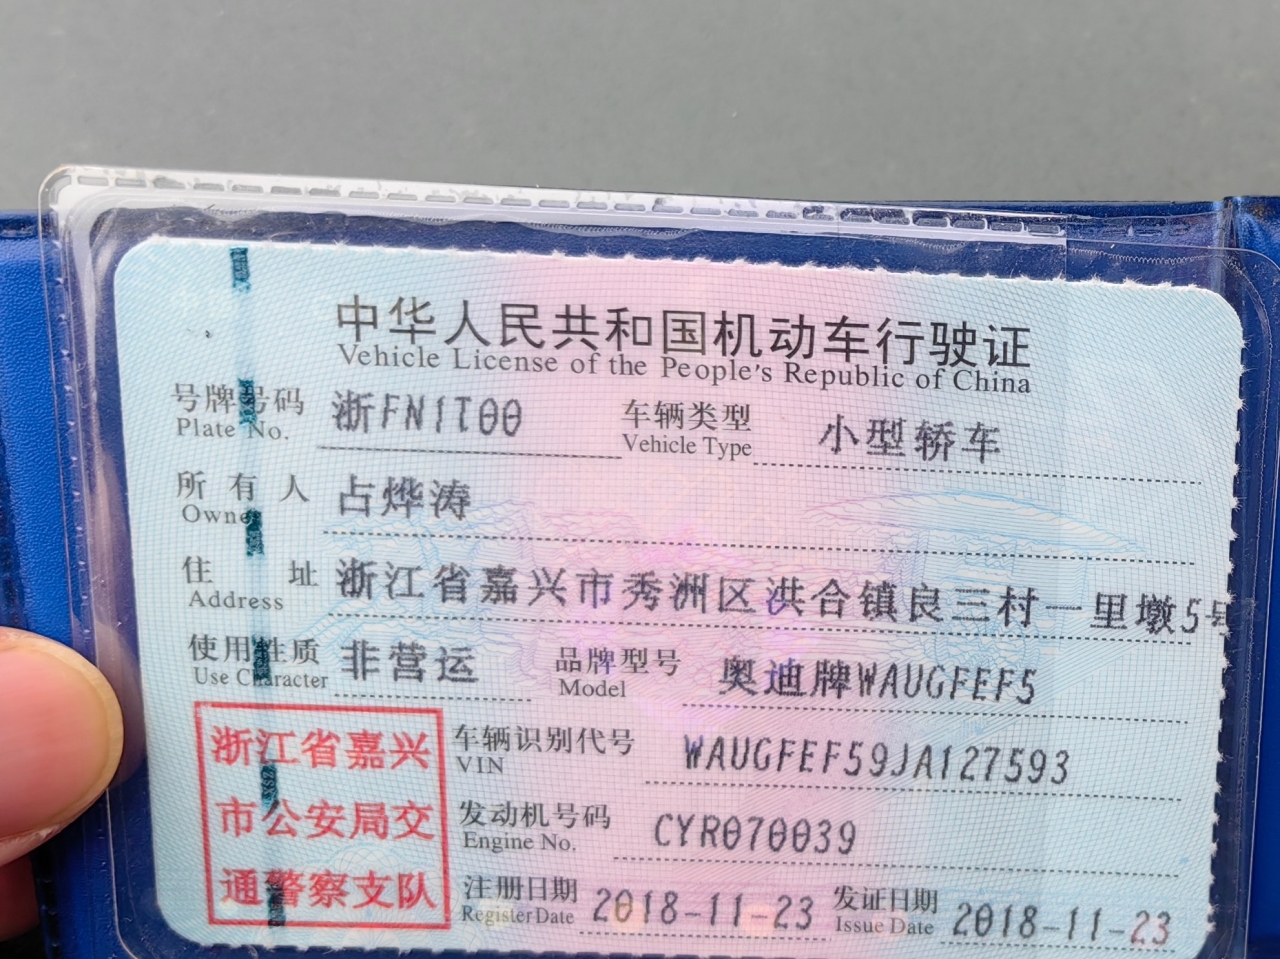 中华人民共和国机动车行驶证
Vehicle License of the People's Republic of China
号牌号码 浙FN1T00 车辆类型 小型轿车
Plate No. Vehicle Type
所有人 占烨涛
Owner
住址 浙江省嘉兴市秀洲区洪合镇良三村一里墩5号
Address
使用性质 非营运 品牌型号 奥迪牌WAUGFEF5
Use Character Model
浙江省嘉兴
市公安局交
通警察支队
车辆识别代号 WAUGFEF59JA127593
VIN
发动机号码 CYR070039
Engine No.
注册日期 2018-11-23 发证日期 2018-11-23
Register Date Issue Date